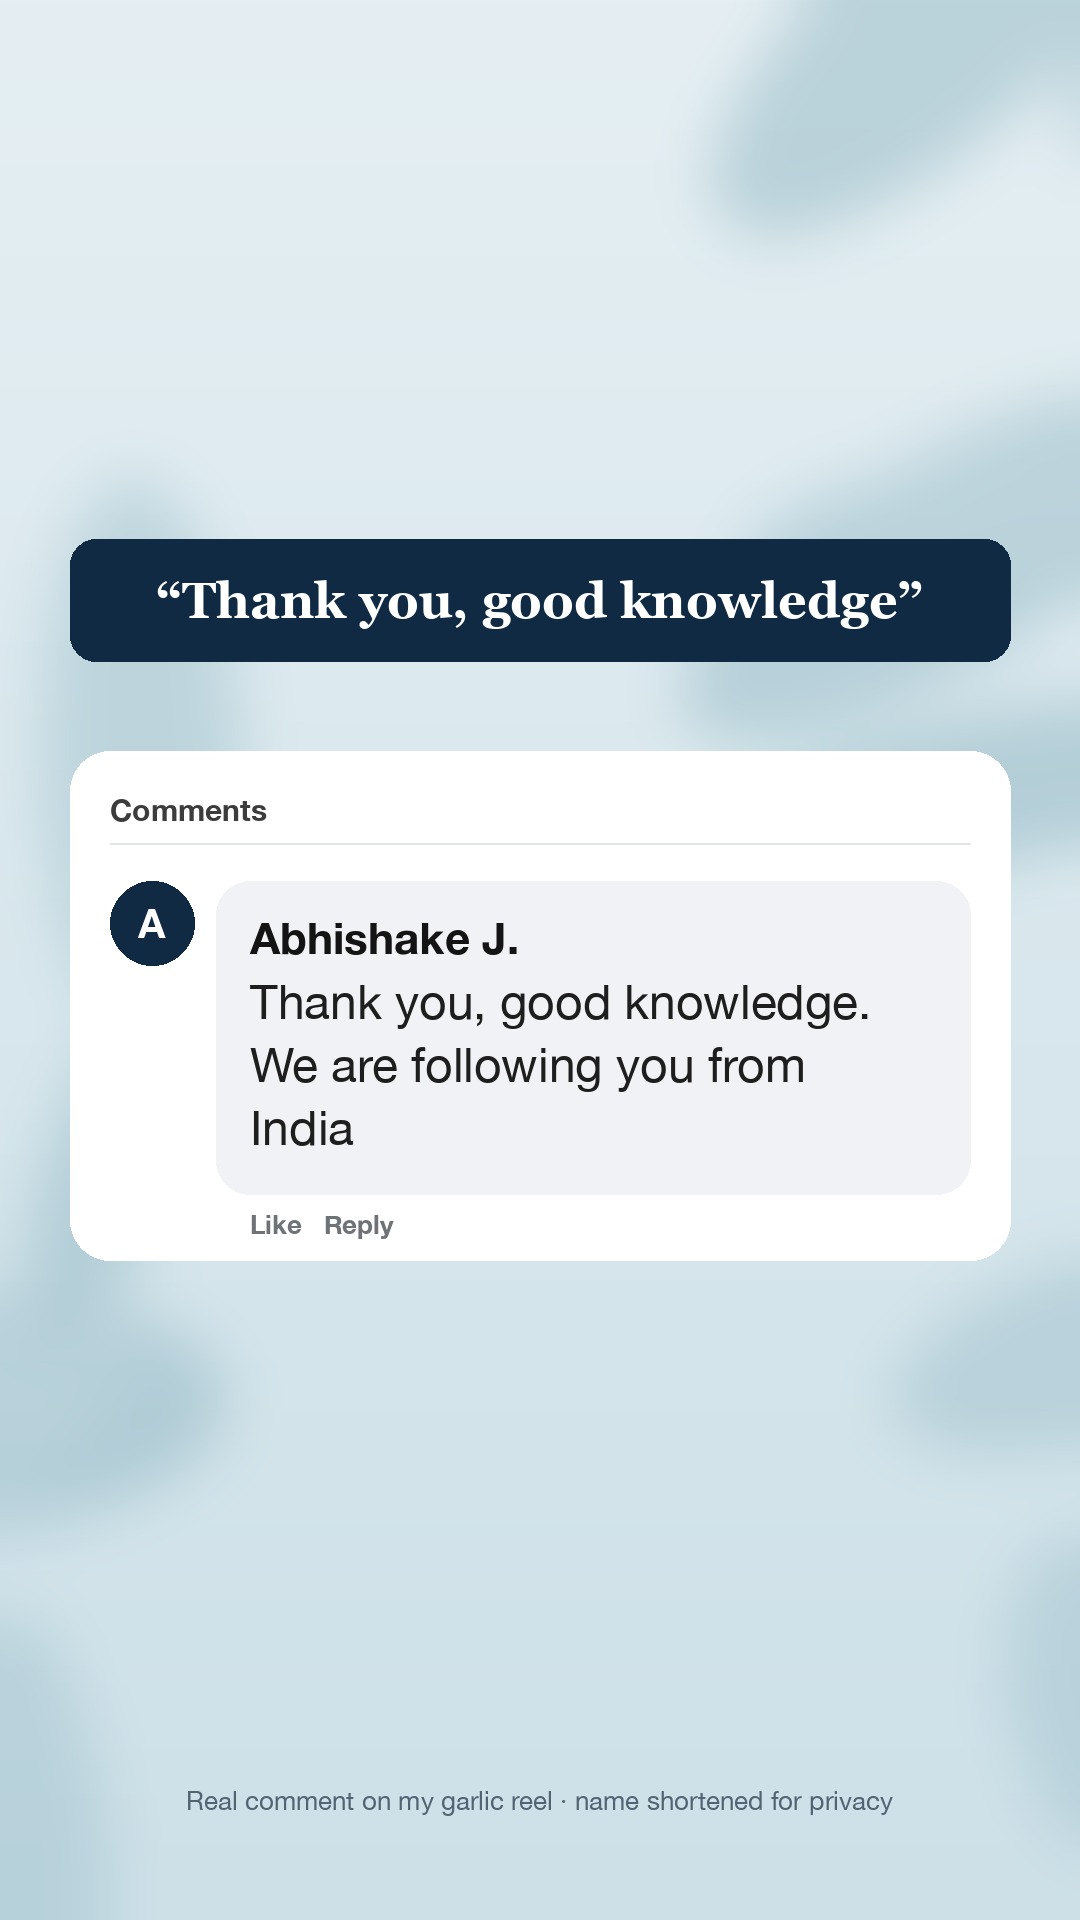 “Thank you, good knowledge”
Comments
A
Abhishake J.
Thank you, good knowledge.
We are following you from
India
Like Reply
Real comment on my garlic reel · name shortened for privacy